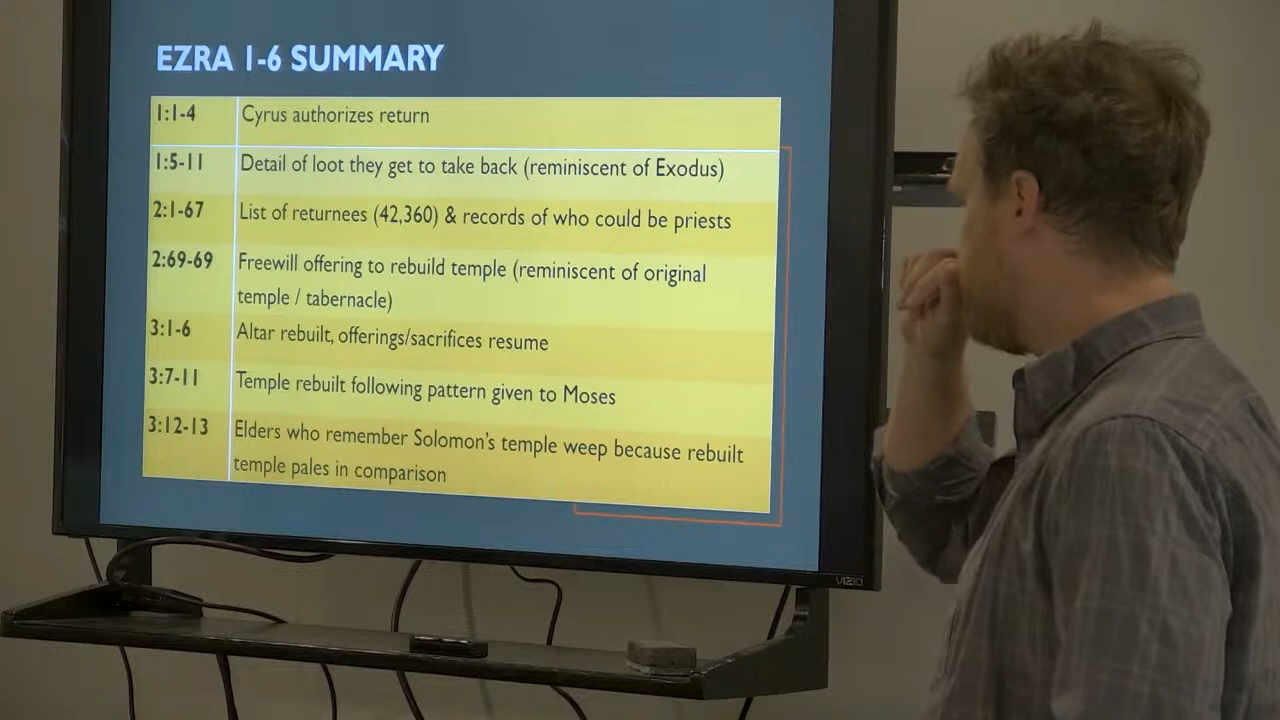 EZRA 1-6 SUMMARY
1:1-4 Cyrus authorizes return
1:5-11 Detail of loot they get to take back (reminiscent of Exodus)
2:1-67 List of returnees (42,360) & records of who could be priests
2:69-69 Freewill offering to rebuild temple (reminiscent of original
temple / tabernacle)
3:1-6 Altar rebuilt, offerings/sacrifices resume
3:7-11 Temple rebuilt following pattern given to Moses
3:12-13 Elders who remember Solomon's temple weep because rebuilt
temple pales in comparison
VIZIO